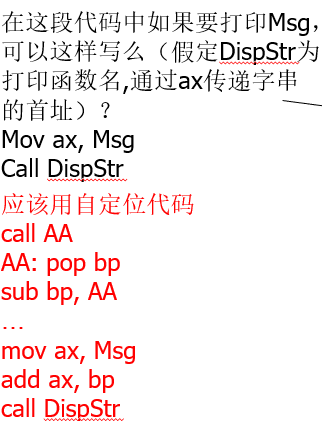 在这段代码中如果要打印Msg，
可以这样写么（假定DispStr为
打印函数名,通过ax传递字串
的首址）？
Mov ax, Msg
Call DispStr
应该用自定位代码
call AA
AA: pop bp
sub bp, AA
…
mov ax, Msg
add ax, bp
call DispStr